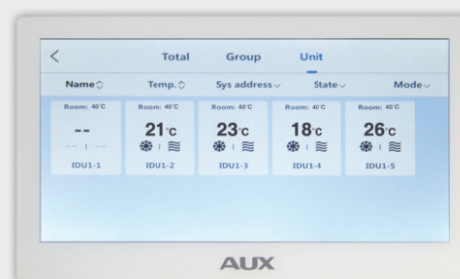 Total Group Unit
Name Temp. Sys address State Mode
Room: 40°C Room: 40°C Room: 40°C Room: 40°C Room: 40°C
-- 21°C 23°C 18°C 26°C
-- | --
IDU1-1 IDU1-2 IDU1-3 IDU1-4 IDU1-5
AUX